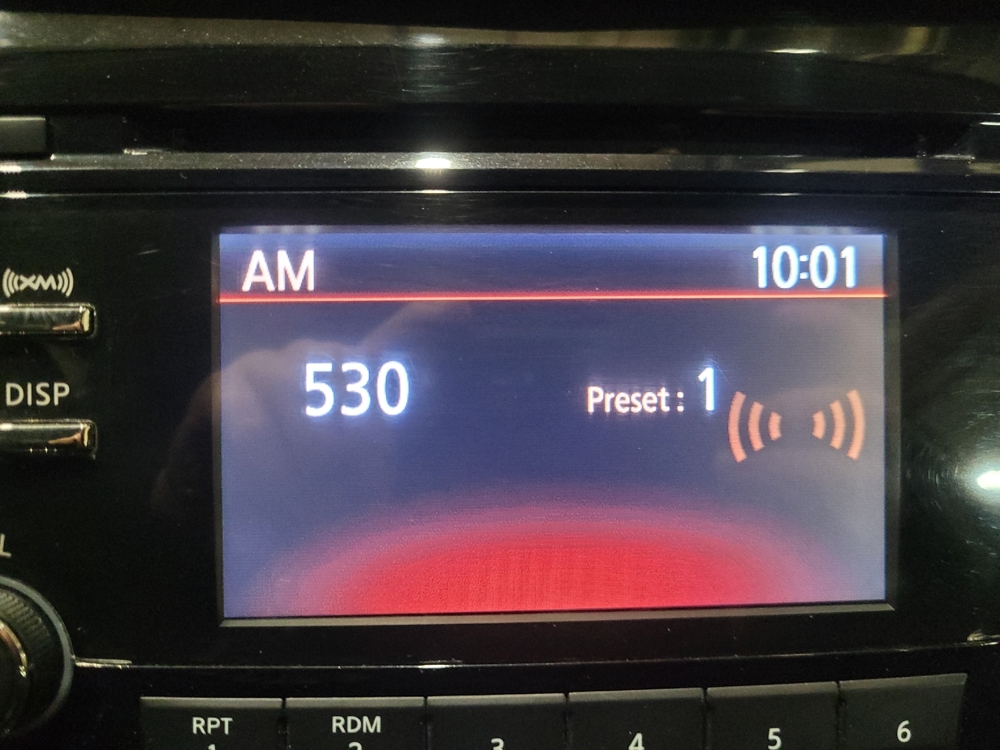 AM 10:01
((XM))
530 Preset : 1
DISP
L
RPT RDM
1 2 3 4 5 6